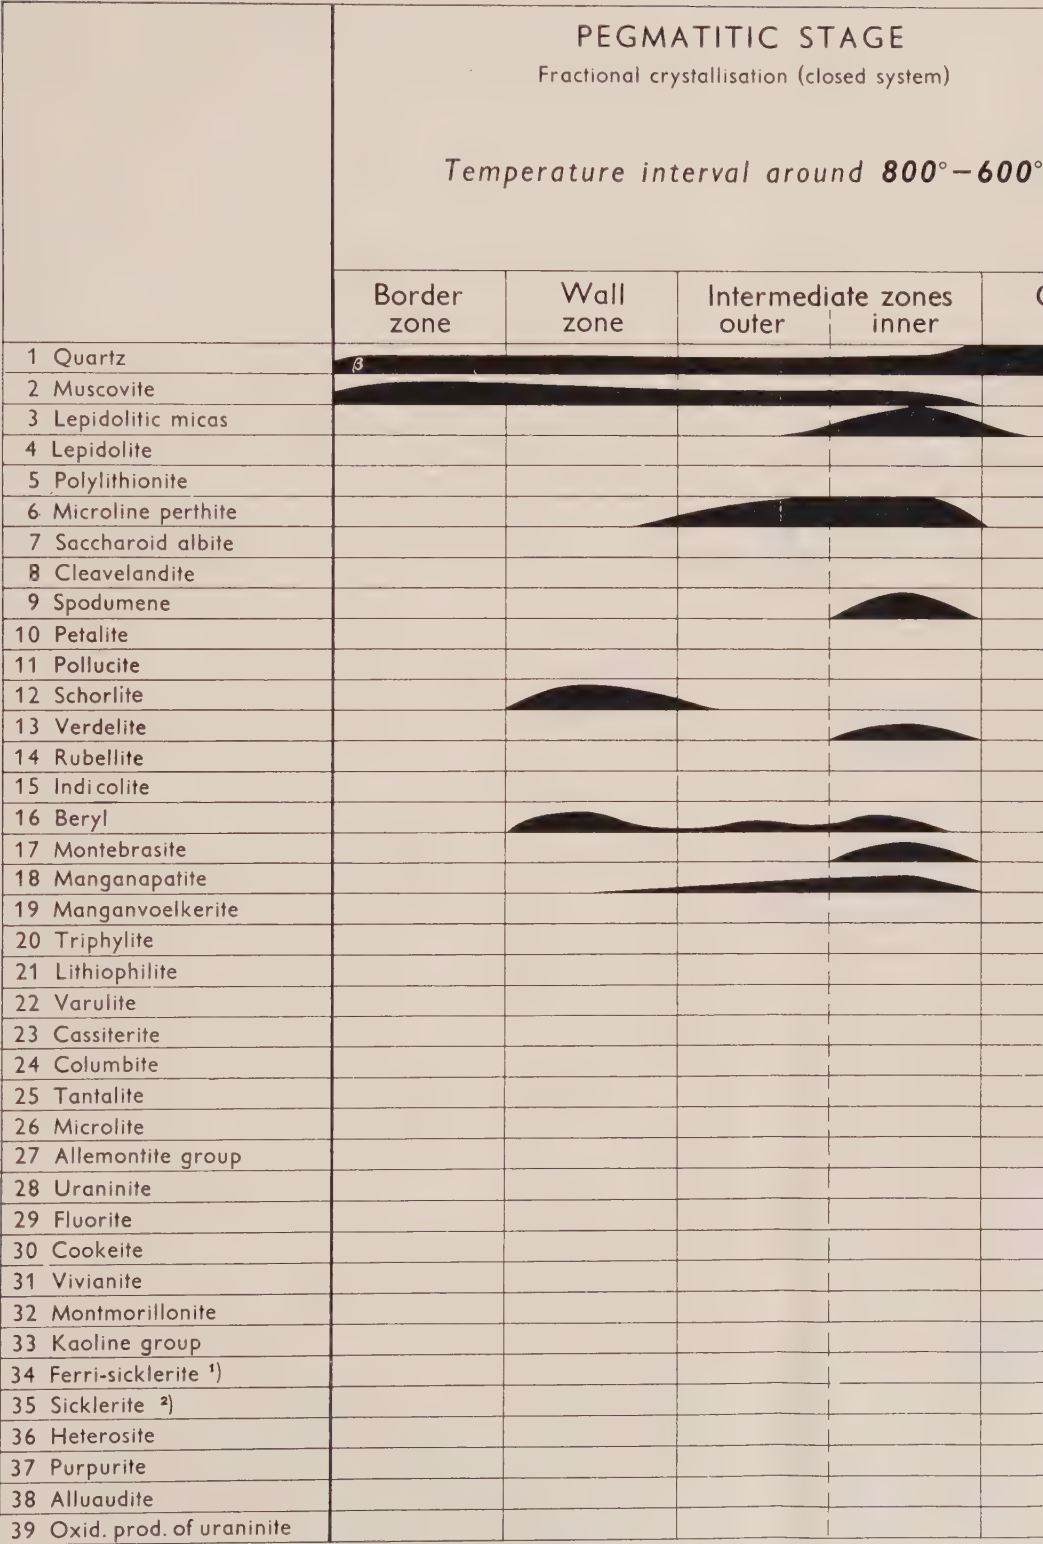 PEGMATITIC STAGE
Fractional crystallisation (closed system)
Temperature interval around 800°–600°
Border zone
Wall zone
Intermediate zones
outer inner
1 Quartz
β
2 Muscovite
3 Lepidolitic micas
4 Lepidolite
5 Polylithionite
6 Microline perthite
7 Saccharoid albite
8 Cleavelandite
9 Spodumene
10 Petalite
11 Pollucite
12 Schorlite
13 Verdelite
14 Rubellite
15 Indicolite
16 Beryl
17 Montebrasite
18 Manganapatite
19 Manganvoelkerite
20 Triphylite
21 Lithiophilite
22 Varulite
23 Cassiterite
24 Columbite
25 Tantalite
26 Microlite
27 Allemontite group
28 Uraninite
29 Fluorite
30 Cookeite
31 Vivianite
32 Montmorillonite
33 Kaoline group
34 Ferri-sicklerite ¹)
35 Sicklerite ²)
36 Heterosite
37 Purpurite
38 Alluaudite
39 Oxid. prod. of uraninite